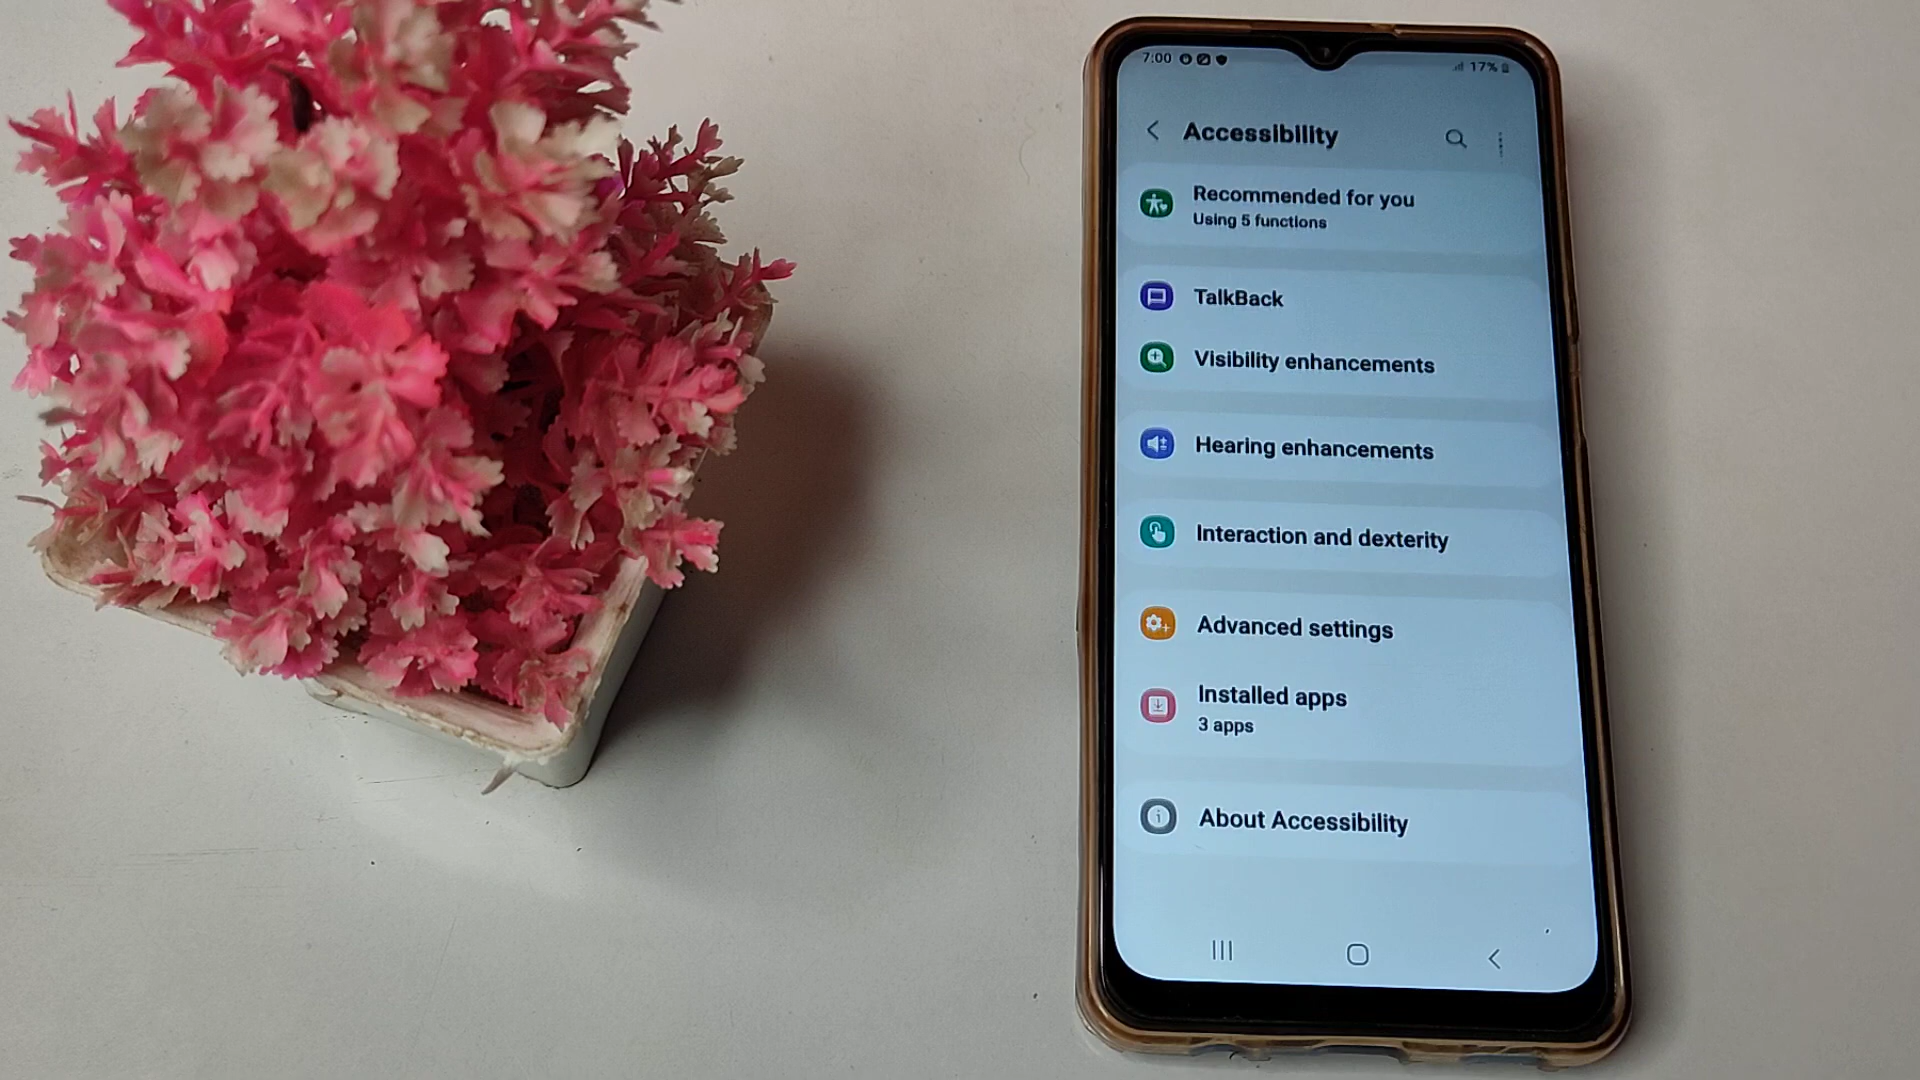 7:00
17%
Accessibility
Recommended for you
Using 5 functions
TalkBack
Visibility enhancements
Hearing enhancements
Interaction and dexterity
Advanced settings
Installed apps
3 apps
About Accessibility